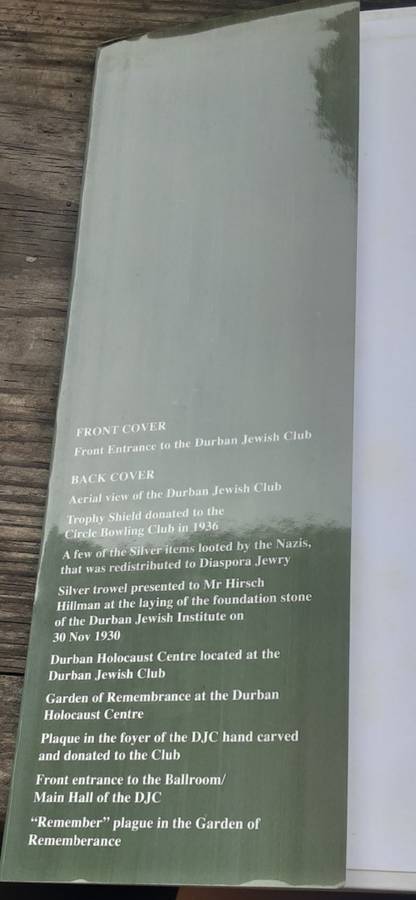 FRONT COVER
Front Entrance to the Durban Jewish Club
BACK COVER
Aerial view of the Durban Jewish Club
Trophy Shield donated to the
Circle Bowling Club in 1936
A few of the Silver items looted by the Nazis,
that was redistributed to Diaspora Jewry
Silver trowel presented to Mr Hirsch
Hillman at the laying of the foundation stone
of the Durban Jewish Institute on
30 Nov 1930
Durban Holocaust Centre located at the
Durban Jewish Club
Garden of Remembrance at the Durban
Holocaust Centre
Plaque in the foyer of the DJC hand carved
and donated to the Club
Front entrance to the Ballroom/
Main Hall of the DJC
“Remember” plague in the Garden of
Rememberance